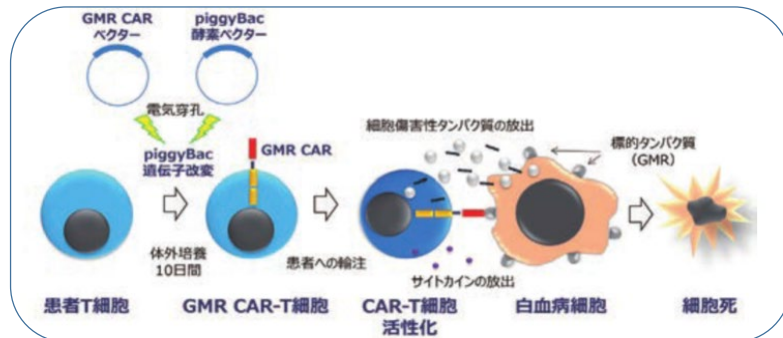 GMR CAR
ベクター
piggyBac
酵素ベクター
電気穿孔
piggyBac
遺伝子改変
GMR CAR
細胞傷害性タンパク質の放出
標的タンパク質
(GMR)
体外培養
10日間
患者への輸注
サイトカインの放出
患者T細胞
GMR CAR-T細胞
CAR-T細胞
活性化
白血病細胞
細胞死